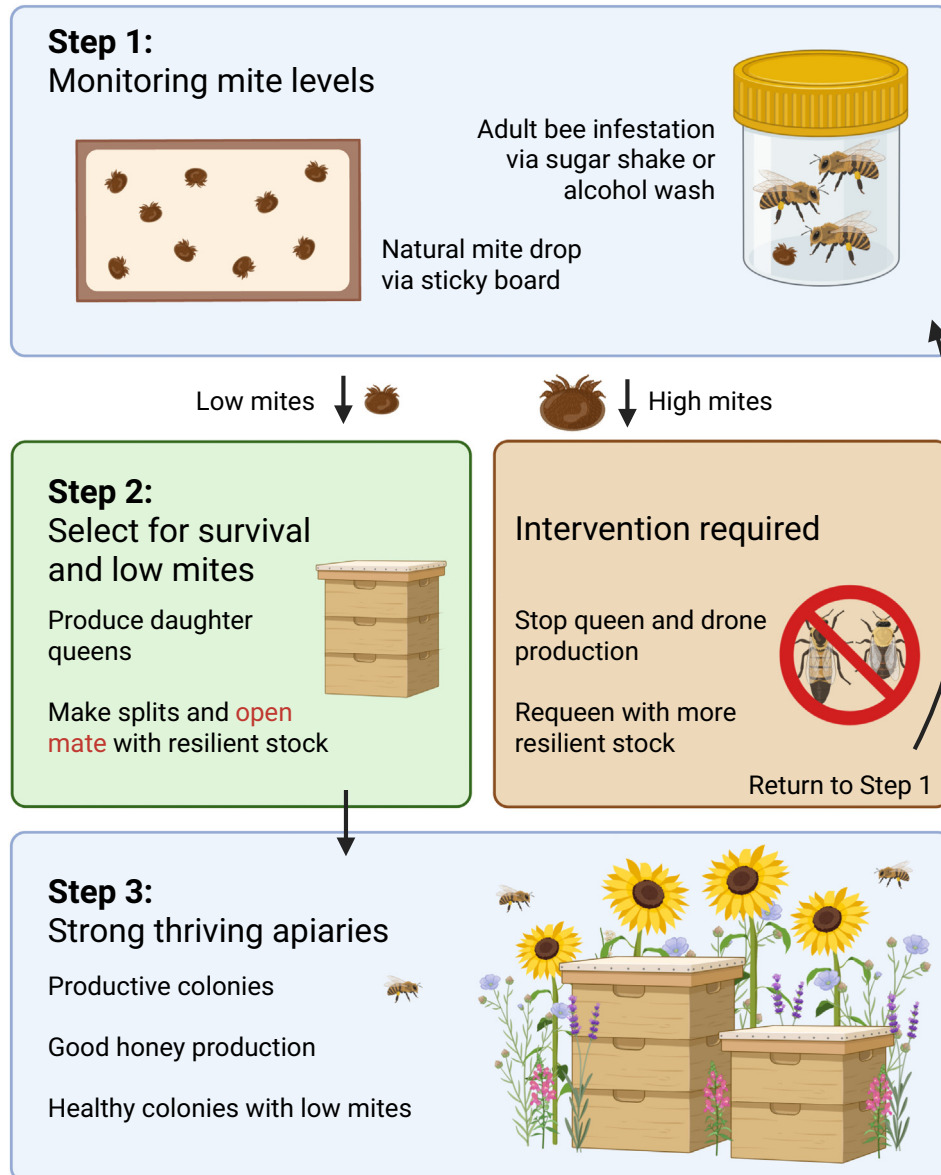 Step 1:
Monitoring mite levels
Adult bee infestation
via sugar shake or
alcohol wash
Natural mite drop
via sticky board
Low mites
High mites
Step 2:
Select for survival
and low mites
Produce daughter
queens
Make splits and open
mate with resilient stock
Intervention required
Stop queen and drone
production
Requeen with more
resilient stock
Return to Step 1
Step 3:
Strong thriving apiaries
Productive colonies
Good honey production
Healthy colonies with low mites